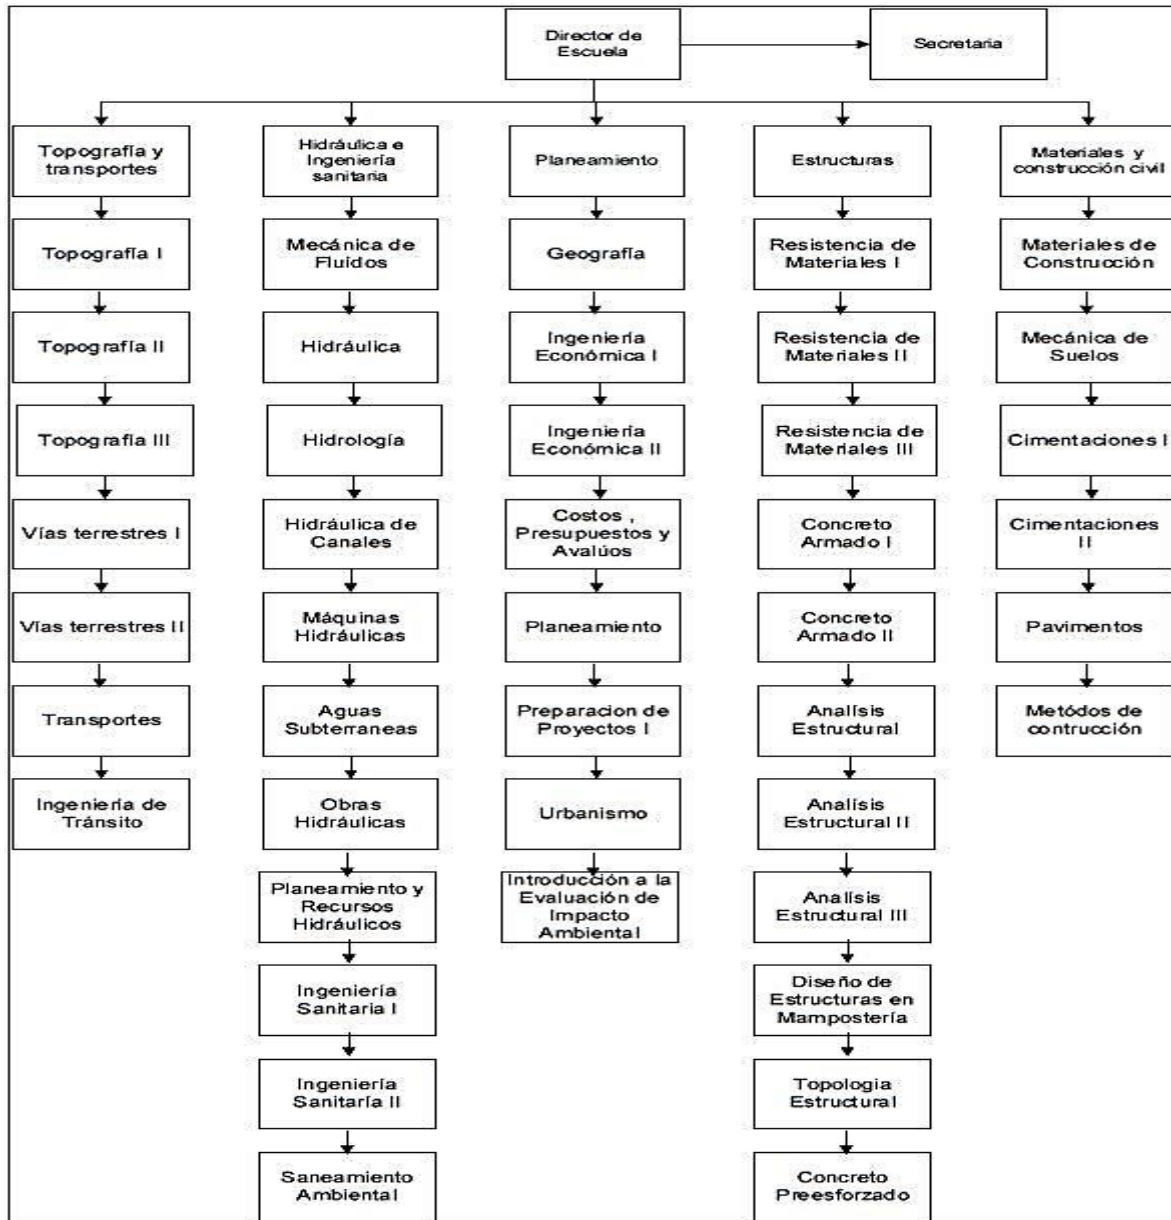 Director de
Escuela
Secretaria
Topografía y
transportes
Topografía I
Topografía II
Topografía III
Vías terrestres I
Vías terrestres II
Transportes
Ingeniería de
Tránsito
Hidráulica e
Ingeniería
sanitaria
Mecánica de
Fluídos
Hidráulica
Hidrología
Hidráulica de
Canales
Máquinas
Hidráulicas
Aguas
Subterraneas
Obras
Hidráulicas
Planeamiento y
Recursos
Hidráulicos
Ingeniería
Sanitaria I
Ingeniería
Sanitaría II
Saneamiento
Ambiental
Planeamiento
Geografía
Ingeniería
Económica I
Ingeniería
Económica II
Costos ,
Presupuestos y
Avalúos
Planeamiento
Preparacion de
Proyectos I
Urbanismo
Introducción a la
Evaluación de
Impacto
Ambiental
Estructuras
Resistencia de
Materiales I
Resistencia de
Materiales II
Resistencia de
Materiales III
Concreto
Armado I
Concreto
Armado II
Analísis
Estructural
Analísis
Estructural II
Analísis
Estructural III
Diseño de
Estructuras en
Mampostería
Topologia
Estructural
Concreto
Preesforzado
Materiales y
construcción civil
Materiales de
Construcción
Mecánica de
Suelos
Cimentaciones I
Cimentaciones
II
Pavimentos
Metódos de
contrucción